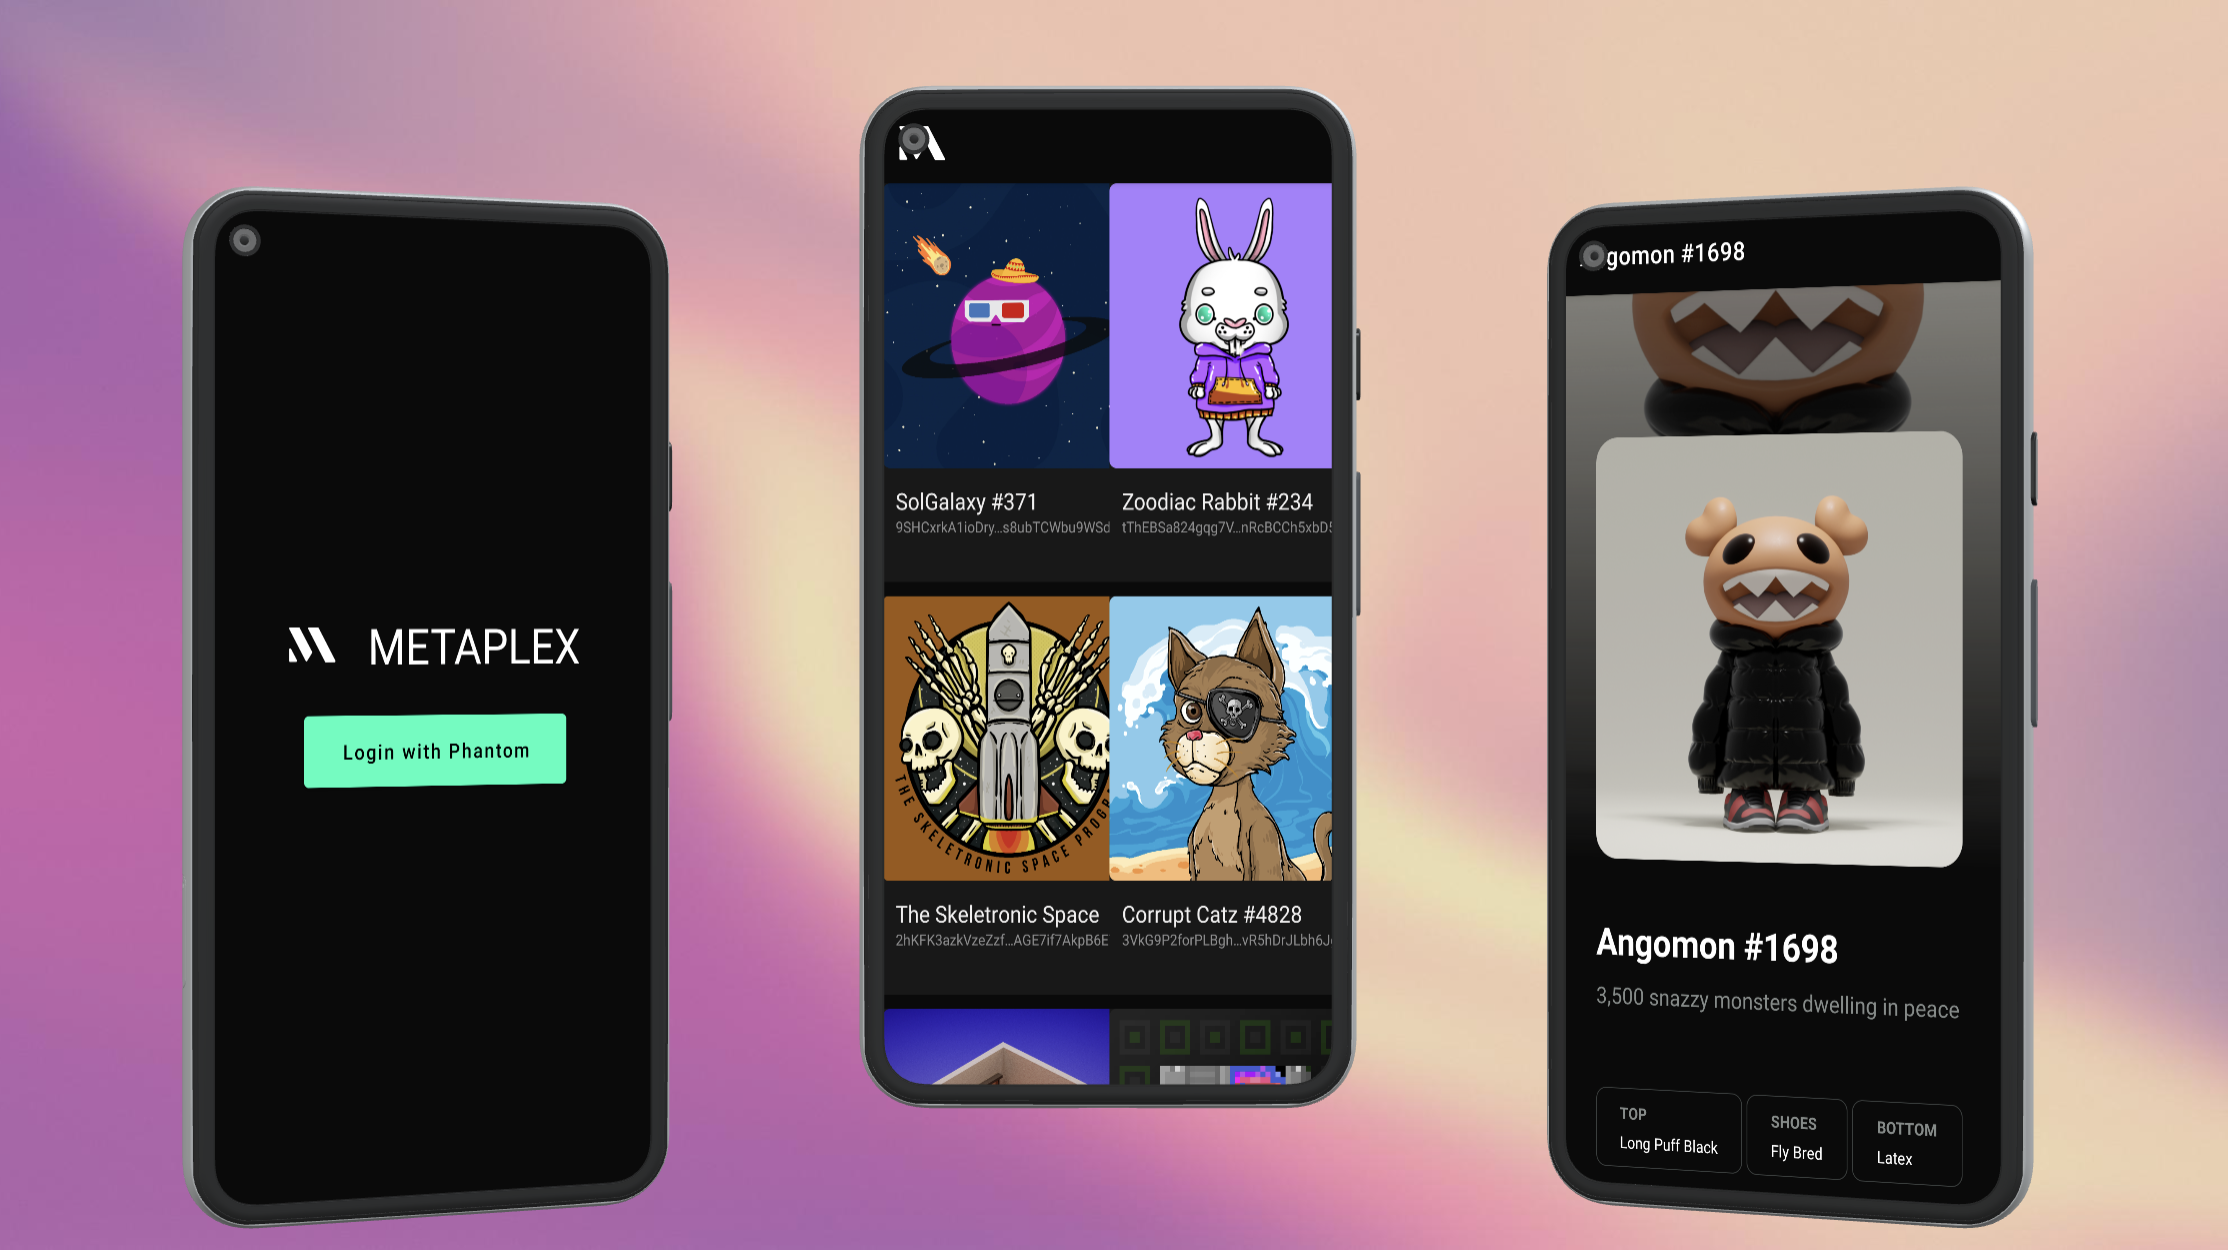 METAPLEX
Login with Phantom
SolGalaxy #371
9SHCxrkA1ioDry...s8ubTCWbu9WSd
Zoodiac Rabbit #234
tThEBSa824gqg7V...nRcBCCh5xbD5
THE SKELETRONIC SPACE PROGR
The Skeletronic Space
2hKFK3azkVzeZzf...AGE7if7AkpB6E
Corrupt Catz #4828
3VkG9P2forPLBgh...vR5hDrJLbh6J
gomon #1698
Angomon #1698
3,500 snazzy monsters dwelling in peace
TOP
Long Puff Black
SHOES
Fly Bred
BOTTOM
Latex